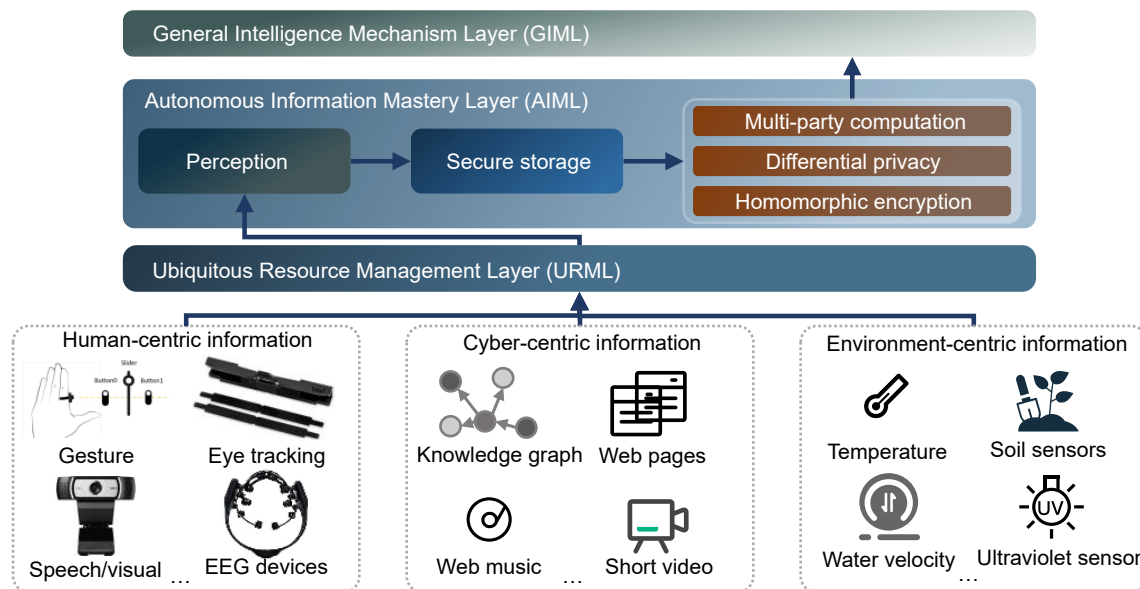 General Intelligence Mechanism Layer (GIML)
Autonomous Information Mastery Layer (AIML)
Perception
Secure storage
Multi-party computation
Differential privacy
Homomorphic encryption
Ubiquitous Resource Management Layer (URML)
Human-centric information
Slider
Button0
Button1
Gesture
Eye tracking
Speech/visual
...
EEG devices
Cyber-centric information
Knowledge graph
Web pages
Web music
...
Short video
Environment-centric information
Temperature
Soil sensors
Water velocity
UV
Ultraviolet sensor
...